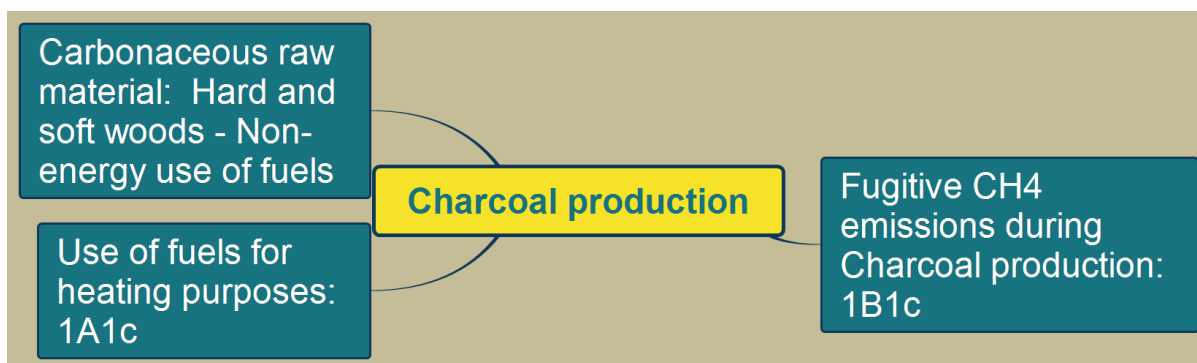 Carbonaceous raw
material:  Hard and
soft woods - Non-
energy use of fuels
Use of fuels for
heating purposes:
1A1c
Charcoal production
Fugitive CH4
emissions during
Charcoal production:
1B1c